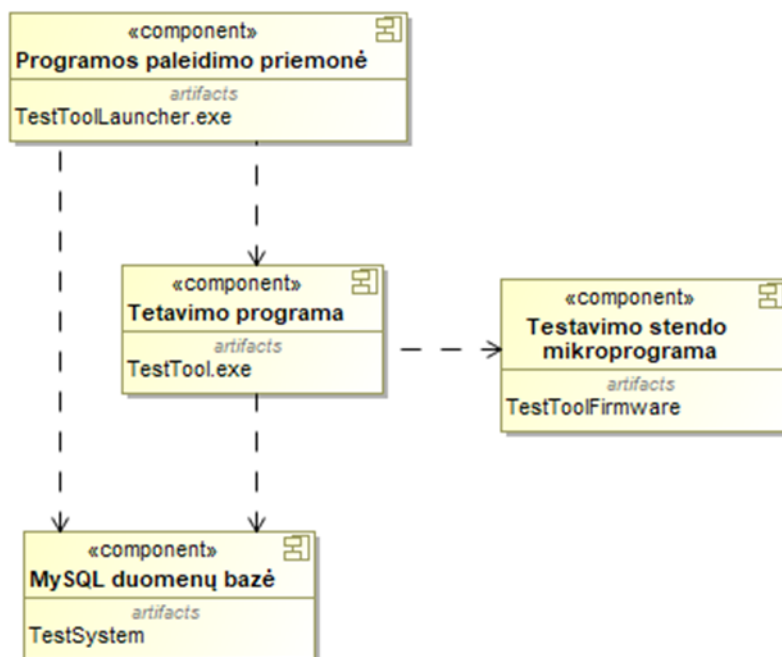 «component»
Programos paleidimo priemonė
artifacts
TestToolLauncher.exe
«component»
Tetavimo programa
artifacts
TestTool.exe
«component»
Testavimo stendo
mikroprograma
artifacts
TestToolFirmware
«component»
MySQL duomenų bazė
artifacts
TestSystem